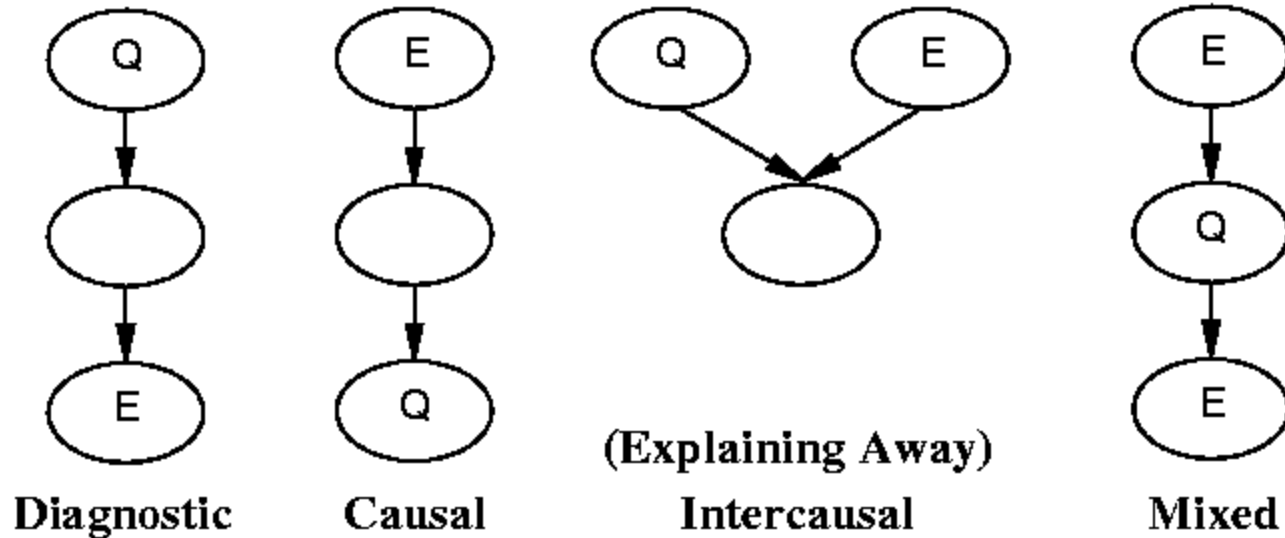 Q E Q E E
Q
E Q E
(Explaining Away)
Diagnostic Causal Intercausal Mixed